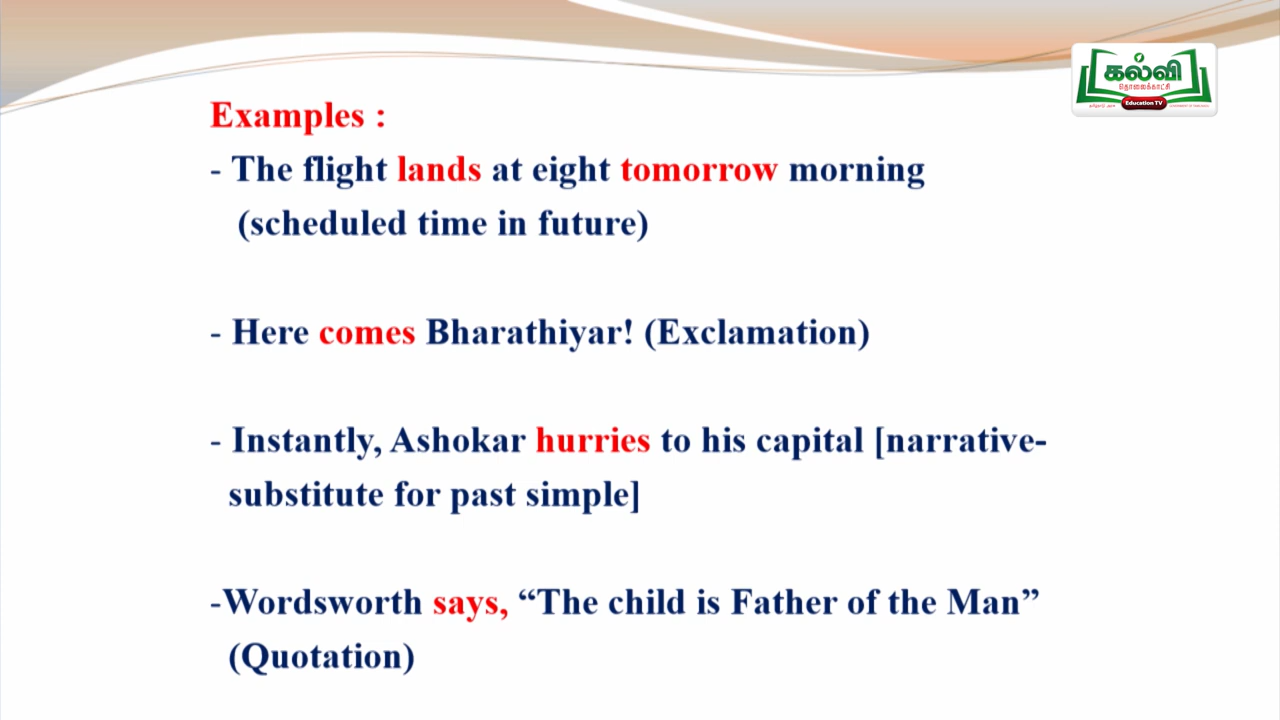 கல்வி
தொலைக்காட்சி
Education TV
Examples :
- The flight lands at eight tomorrow morning
(scheduled time in future)
- Here comes Bharathiyar! (Exclamation)
- Instantly, Ashokar hurries to his capital [narrative-
substitute for past simple]
-Wordsworth says, “The child is Father of the Man”
(Quotation)